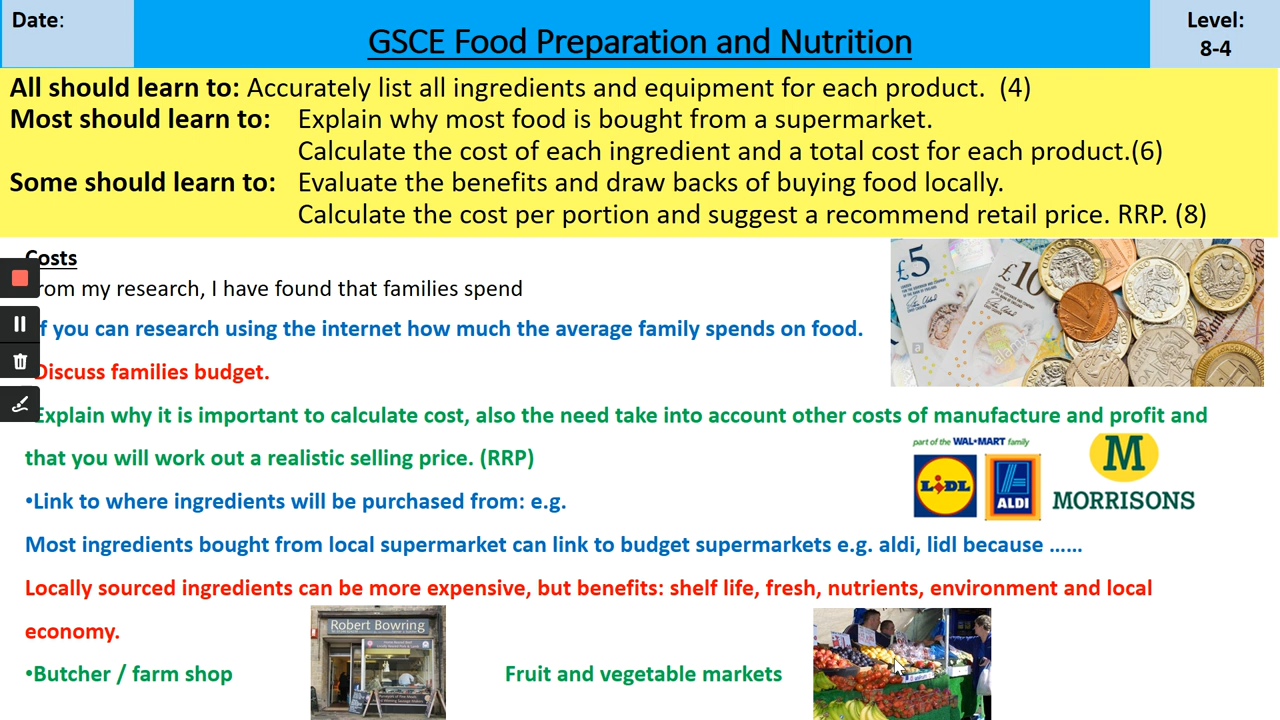 Date:
GSCE Food Preparation and Nutrition
Level:
8-4
All should learn to: Accurately list all ingredients and equipment for each product. (4)
Most should learn to: Explain why most food is bought from a supermarket.
Calculate the cost of each ingredient and a total cost for each product.(6)
Some should learn to: Evaluate the benefits and draw backs of buying food locally.
Calculate the cost per portion and suggest a recommend retail price. RRP. (8)
Costs
rom my research, I have found that families spend
If you can research using the internet how much the average family spends on food.
Discuss families budget.
Explain why it is important to calculate cost, also the need take into account other costs of manufacture and profit and
that you will work out a realistic selling price. (RRP)
•Link to where ingredients will be purchased from: e.g.
Most ingredients bought from local supermarket can link to budget supermarkets e.g. aldi, lidl because ……
Locally sourced ingredients can be more expensive, but benefits: shelf life, fresh, nutrients, environment and local
economy.
•Butcher / farm shop
Fruit and vegetable markets
£5
£10
part of the WAL★MART family
LIDL
ALDI
M
MORRISONS
Robert Bowring